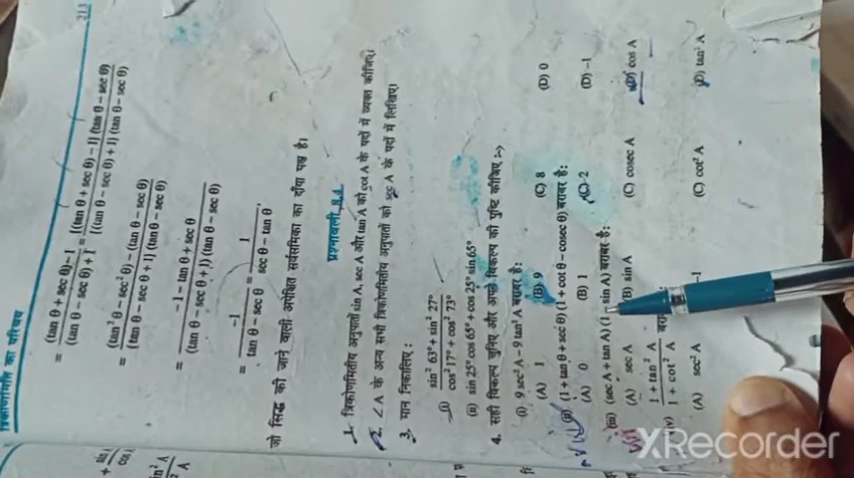 त्रिकोणमिति का परिचय
213
= (tan θ + sec θ) – 1 / (tan θ – sec θ) + 1 = {(tan θ + sec θ) – 1} (tan θ – sec θ) / {(tan θ – sec θ) + 1} (tan θ – sec θ)
= (tan² θ – sec² θ) – (tan θ – sec θ) / {tan θ – sec θ + 1} (tan θ – sec θ)
= –1 – tan θ + sec θ / (tan θ – sec θ + 1) (tan θ – sec θ)
= –1 / tan θ – sec θ = 1 / sec θ – tan θ ,
जो सिद्ध की जाने वाली अपेक्षित सर्वसमिका का दाँया पक्ष है।
प्रश्नावली 8.4
1. त्रिकोणमितीय अनुपातों sin A, sec A और tan A को cot A के पदों में व्यक्त कीजिए।
2. ∠ A के अन्य सभी त्रिकोणमितीय अनुपातों को sec A के पदों में लिखिए।
3. मान निकालिए :
(i) sin² 63° + sin² 27° / cos² 17° + cos² 73°
(ii) sin 25° cos 65° + cos 25° sin 65°
4. सही विकल्प चुनिए और अपने विकल्प की पुष्टि कीजिए :
(i) 9 sec² A – 9 tan² A बराबर है:
(A) 1 (B) 9 (C) 8 (D) 0
(ii) (1 + tan θ + sec θ) (1 + cot θ – cosec θ) बराबर है:
(A) 0 (B) 1 (C) 2 (D) –1
(iii) (sec A + tan A) (1 – sin A) बराबर है:
(A) sec A (B) sin A (C) cosec A (D) cos A
(iv) 1 + tan² A / 1 + cot² A
(A) sec² A –1 (C) cot² A (D) tan² A
XRecorder